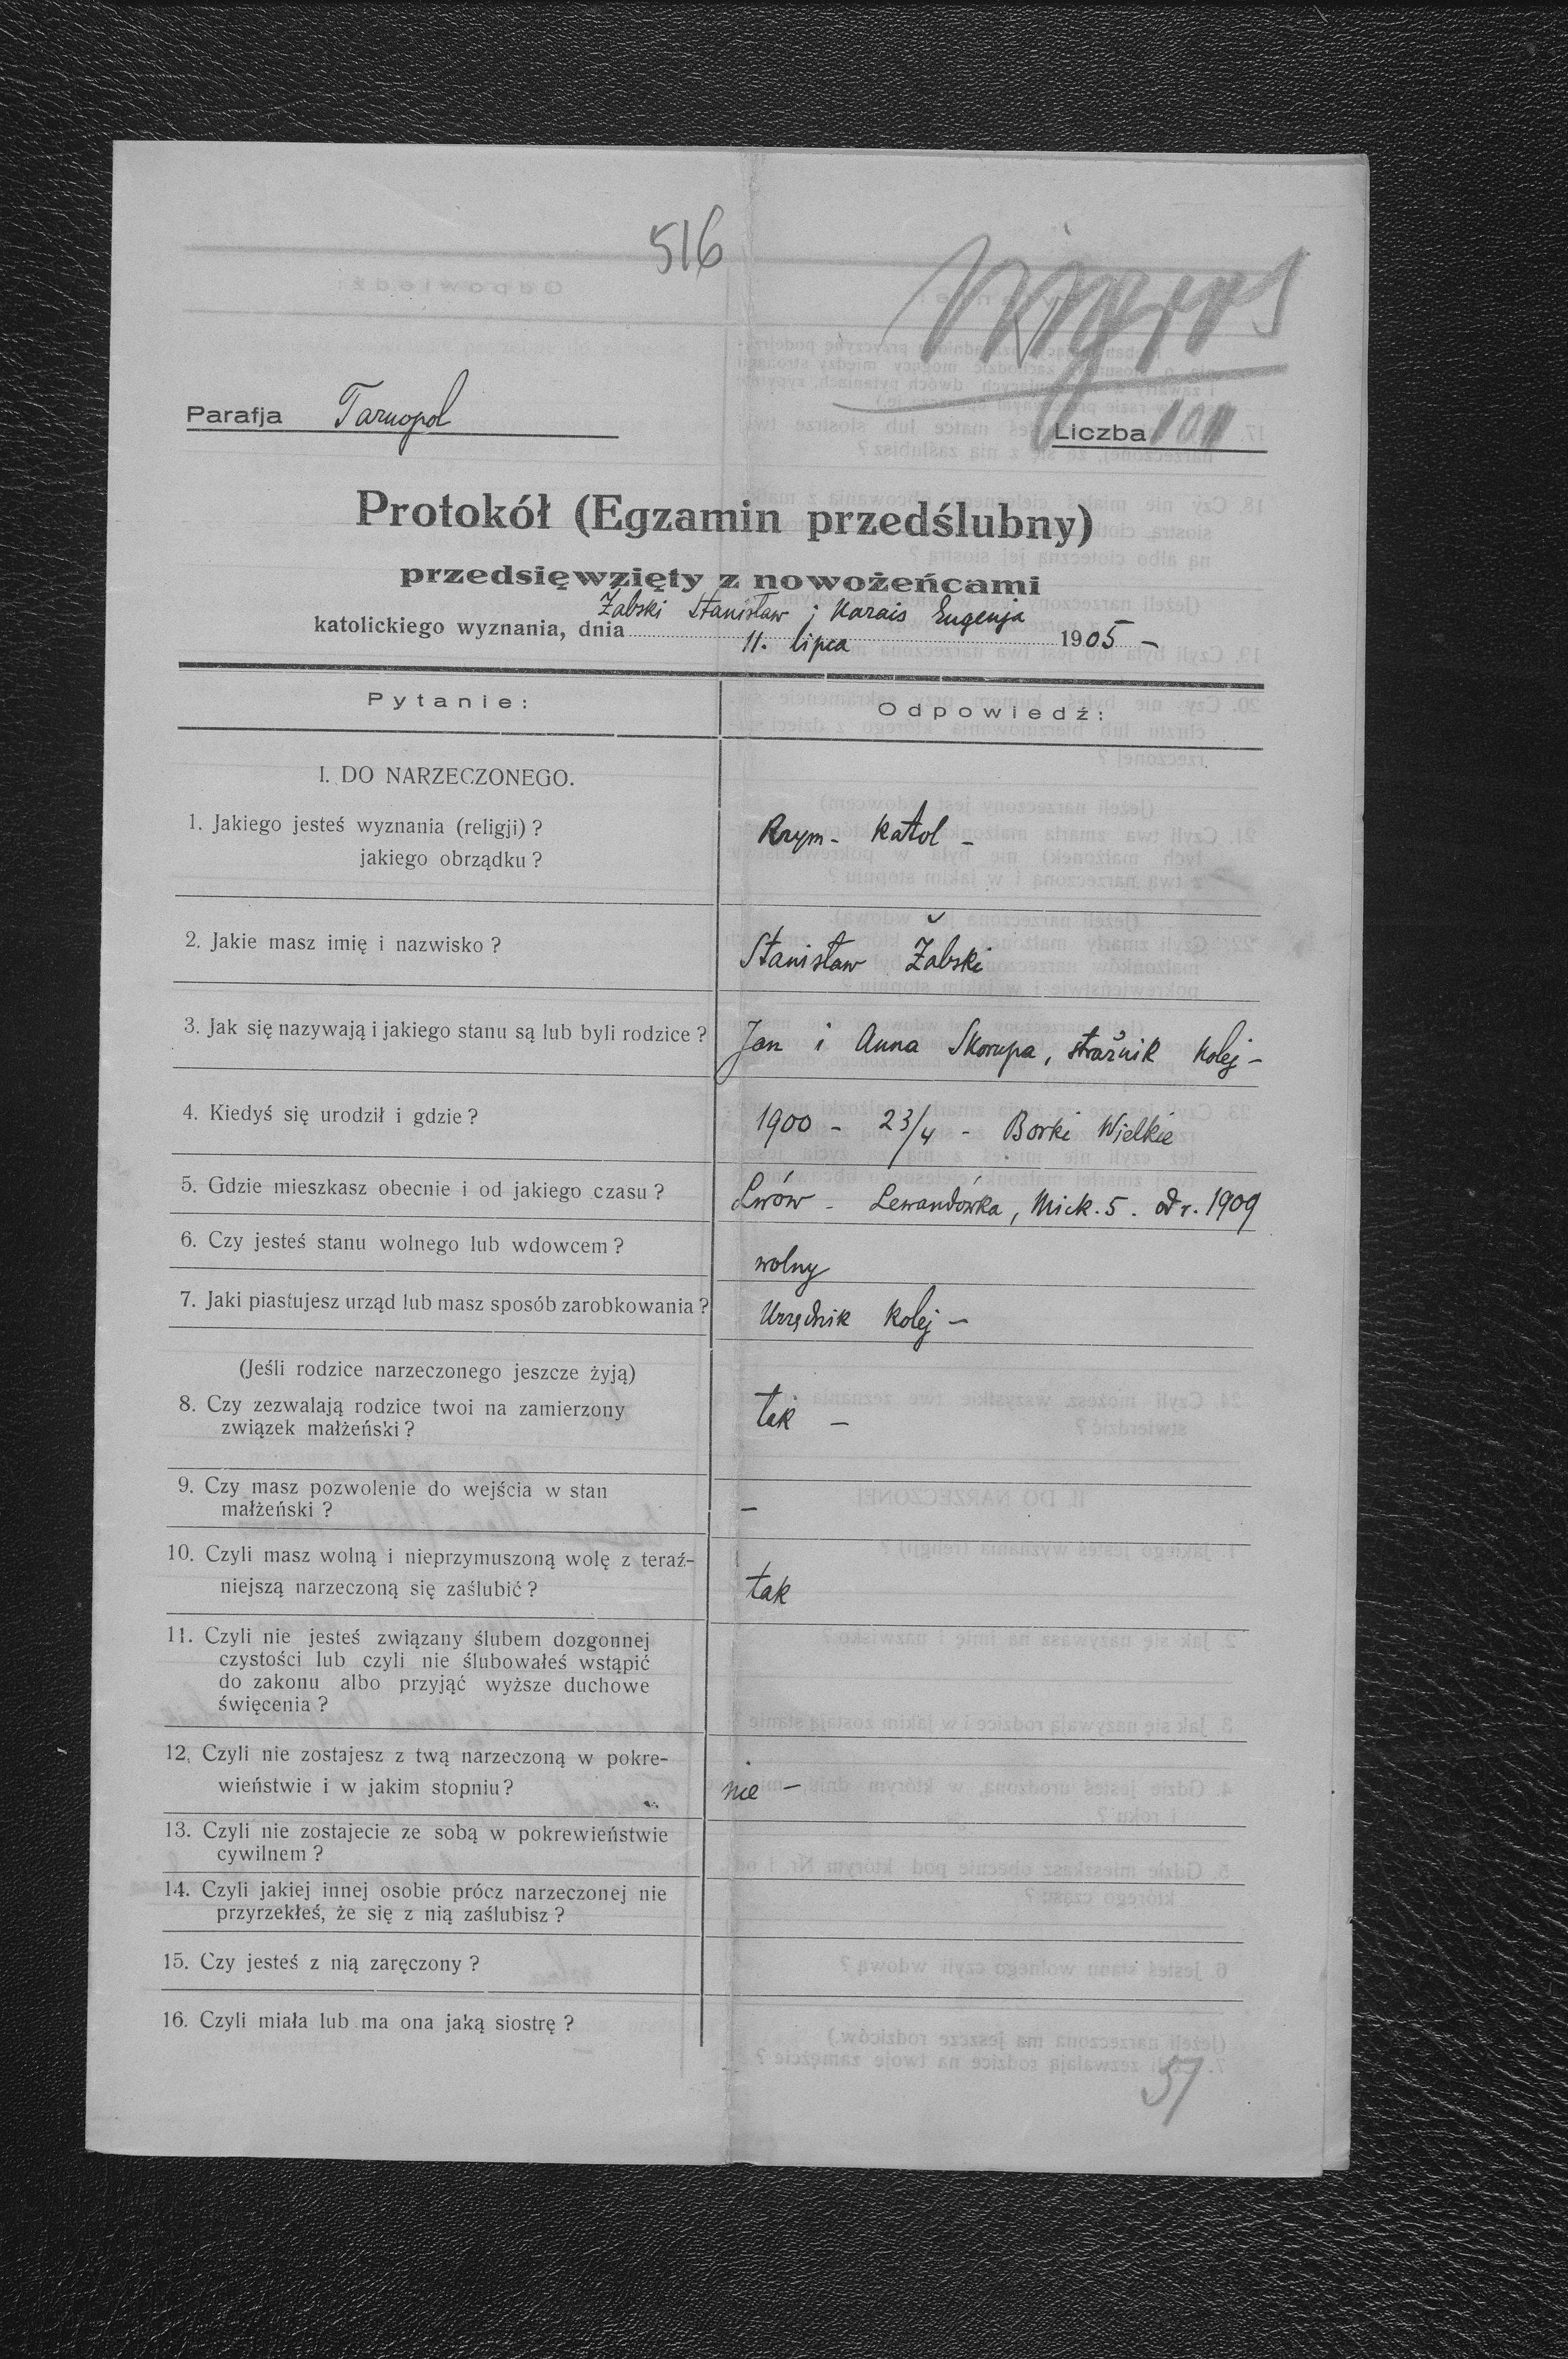 516
Parafja Tarnopol
Liczba 101
Protokół (Egzamin przedślubny)
przedsięwzięty z nowożeńcami
Żabski Stanisław i Karais Eugenja
katolickiego wyznania, dnia 11. lipca 1905 –
Pytanie:
Odpowiedź:
I. DO NARZECZONEGO.
1. Jakiego jesteś wyznania (religji) ?
jakiego obrządku ?
Rzym- Katol –
2. Jakie masz imię i nazwisko ?
Stanisław Żabski
3. Jak się nazywają i jakiego stanu są lub byli rodzice ?
Jan i Anna Skorupa, strażnik kolej –
4. Kiedyś się urodził i gdzie ?
1900 – 23/4 – Borki Wielkie
5. Gdzie mieszkasz obecnie i od jakiego czasu ?
Lwów – Lewandówka, Mick. 5. od r. 1909
6. Czy jesteś stanu wolnego lub wdowcem ?
wolny
7. Jaki piastujesz urząd lub masz sposób zarobkowania ?
Urzędnik kolej –
(Jeśli rodzice narzeczonego jeszcze żyją)
8. Czy zezwalają rodzice twoi na zamierzony
związek małżeński ?
tak –
9. Czy masz pozwolenie do wejścia w stan
małżeński ?
–
10. Czyli masz wolną i nieprzymuszoną wolę z teraź-
niejszą narzeczoną się zaślubić ?
tak
11. Czyli nie jesteś związany ślubem dozgonnej
czystości lub czyli nie ślubowałeś wstąpić
do zakonu albo przyjąć wyższe duchowe
święcenia ?
12. Czyli nie zostajesz z twą narzeczoną w pokre-
wieństwie i w jakim stopniu ?
nie –
13. Czyli nie zostajecie ze sobą w pokrewieństwie
cywilnem ?
14. Czyli jakiej innej osobie prócz narzeczonej nie
przyrzekłeś, że się z nią zaślubisz ?
15. Czy jesteś z nią zaręczony ?
16. Czyli miała lub ma ona jaką siostrę ?
57